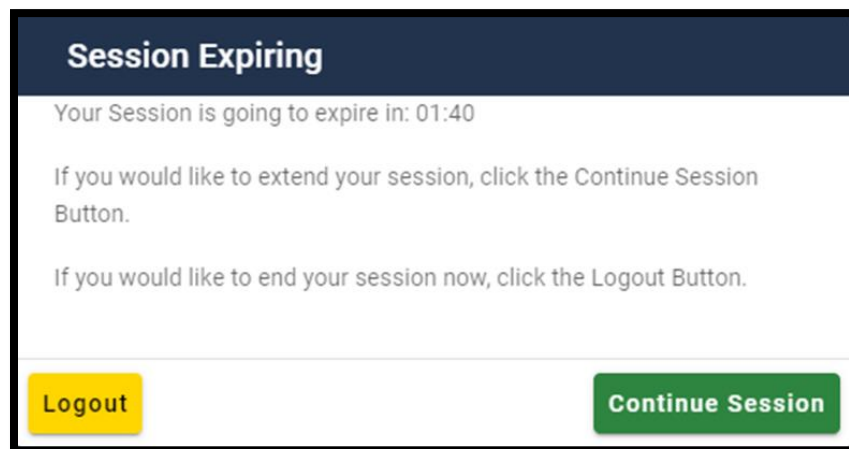 Session Expiring
Your Session is going to expire in: 01:40
If you would like to extend your session, click the Continue Session
Button.
If you would like to end your session now, click the Logout Button.
Logout
Continue Session